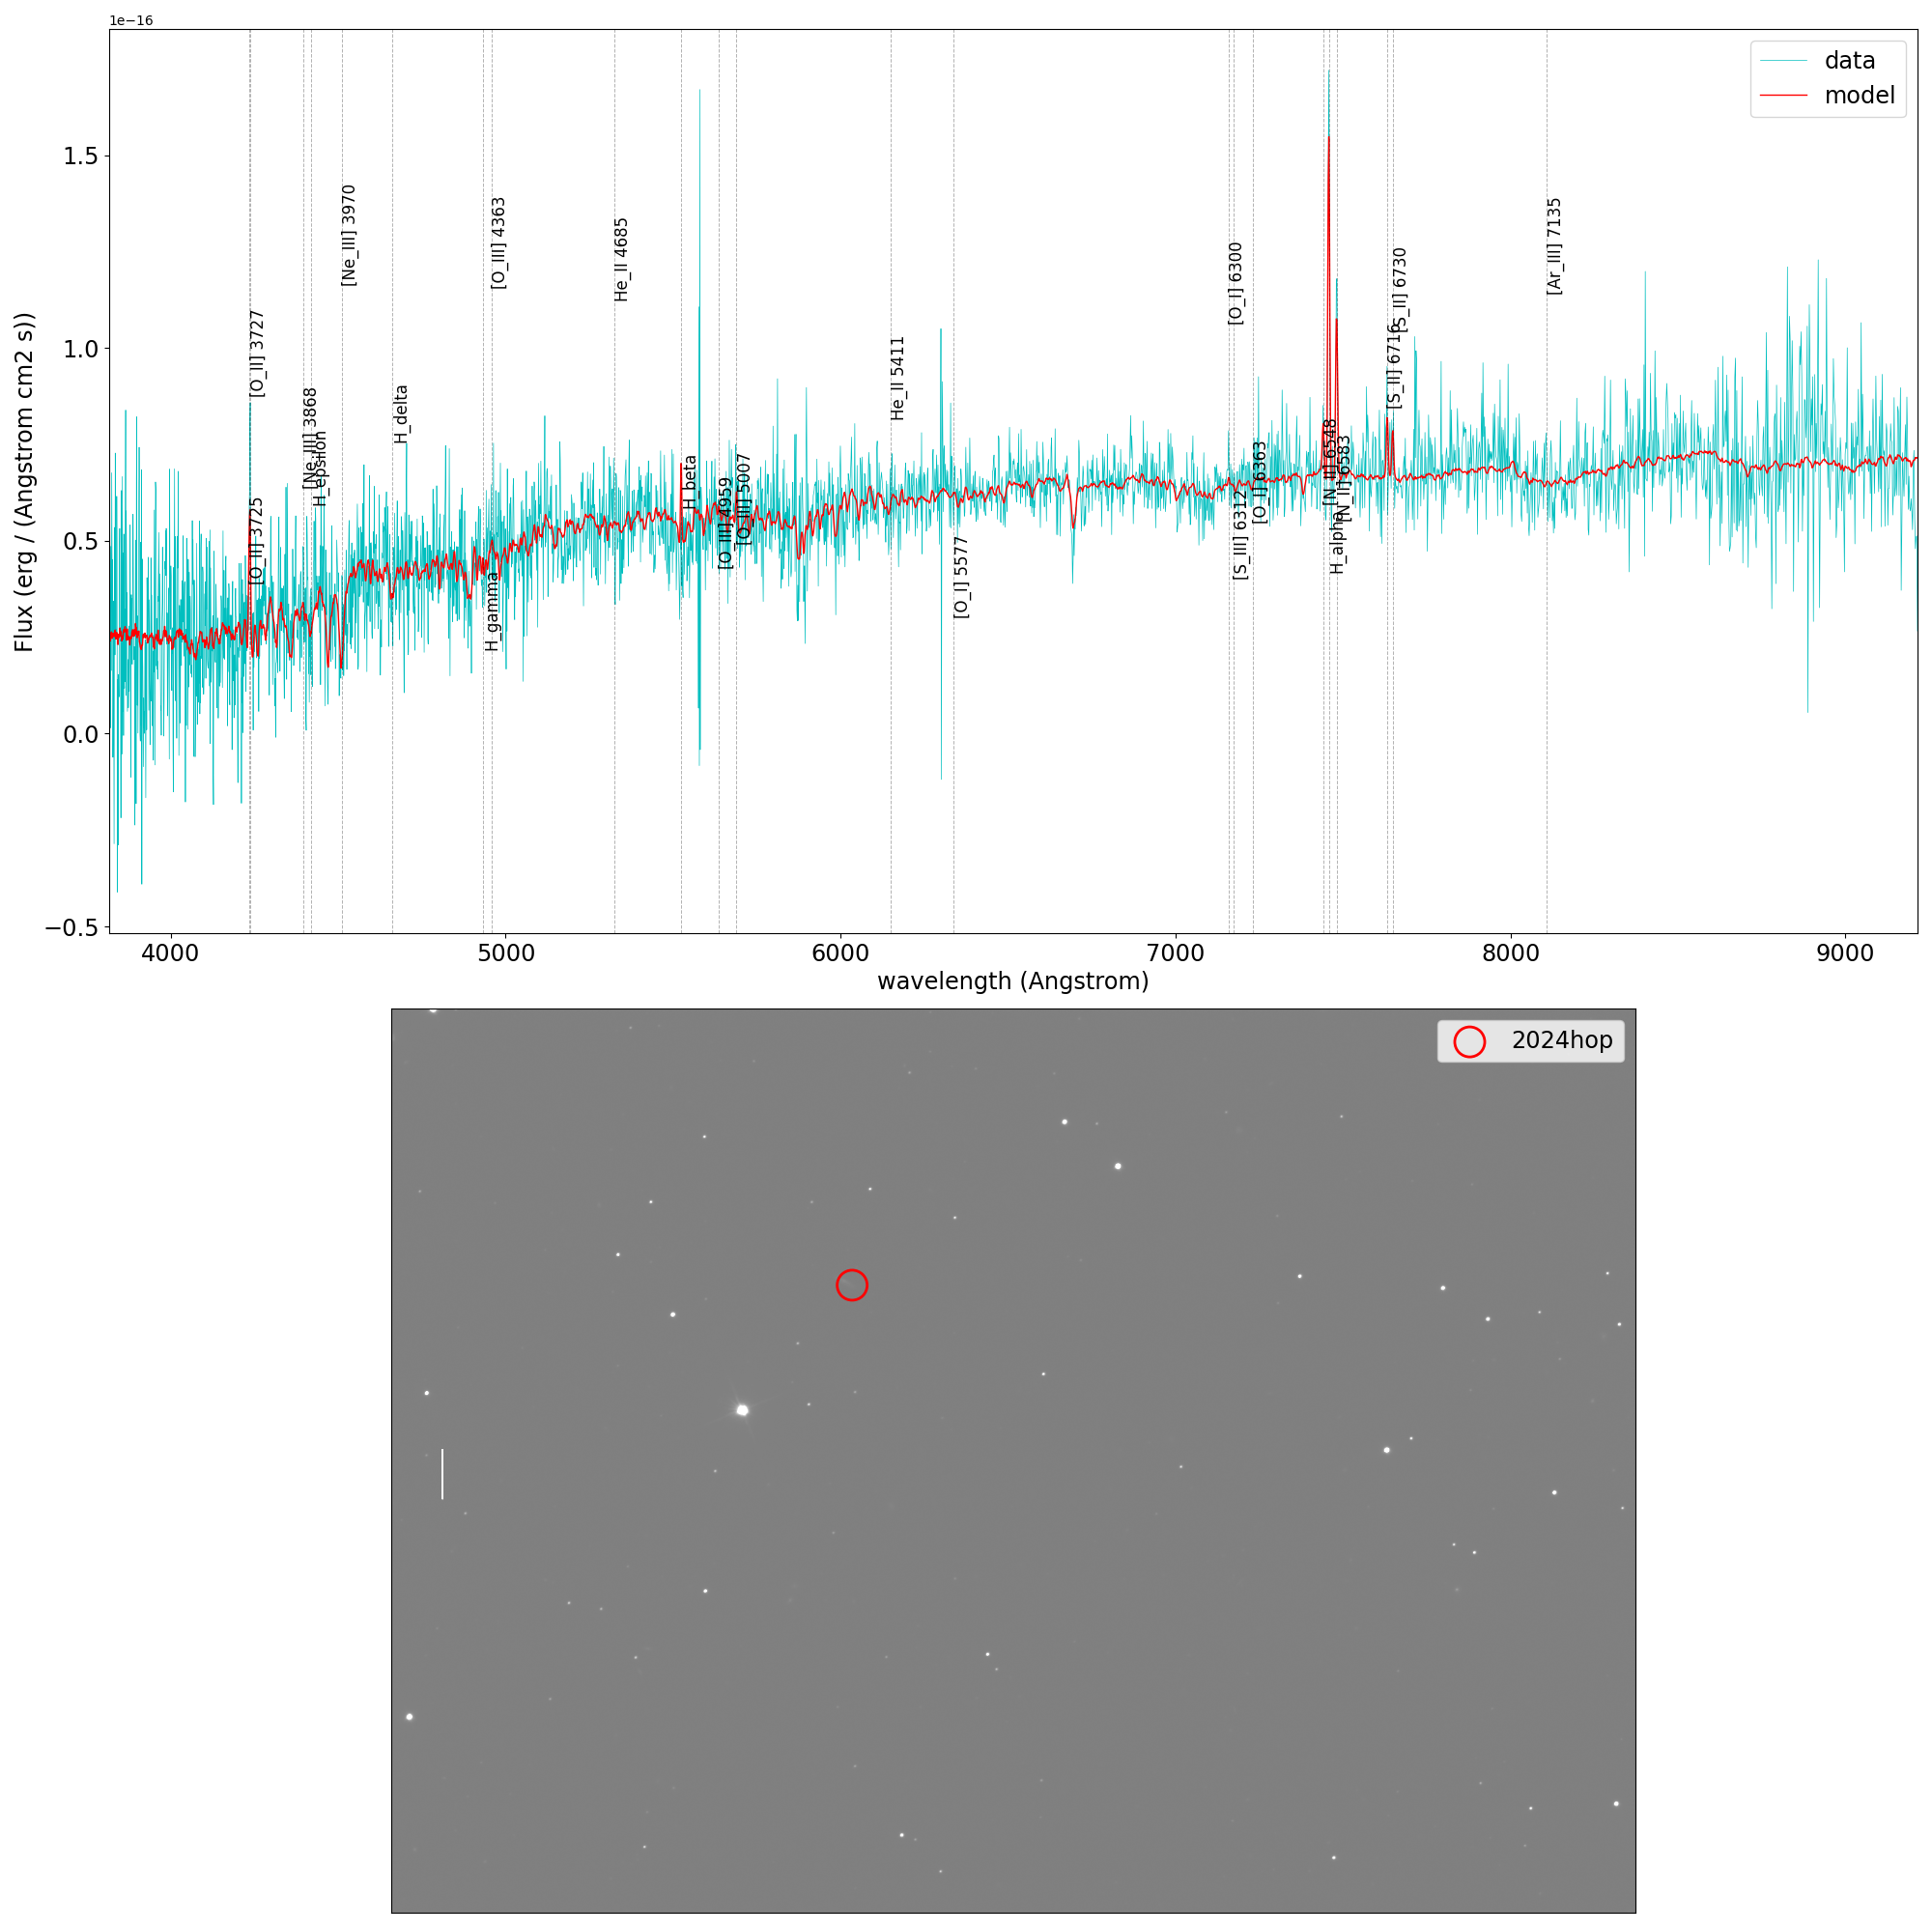 1e−16
data
model
Flux (erg / (Angstrom cm2 s))
1.5
1.0
0.5
0.0
−0.5
[O_II] 3725
[O_II] 3727
[Ne_III] 3868
H_epsilon
[Ne_III] 3970
H_delta
H_gamma
[O_III] 4363
He_II 4685
H_beta
[O_III] 4959
[O_III] 5007
He_II 5411
[O_I] 5577
[O_I] 6300
[S_III] 6312
[O_I] 6363
[N_II] 6548
H_alpha
[N_II] 6583
[S_II] 6716
[S_II] 6730
[Ar_III] 7135
4000 5000 6000 7000 8000 9000
wavelength (Angstrom)
2024hop